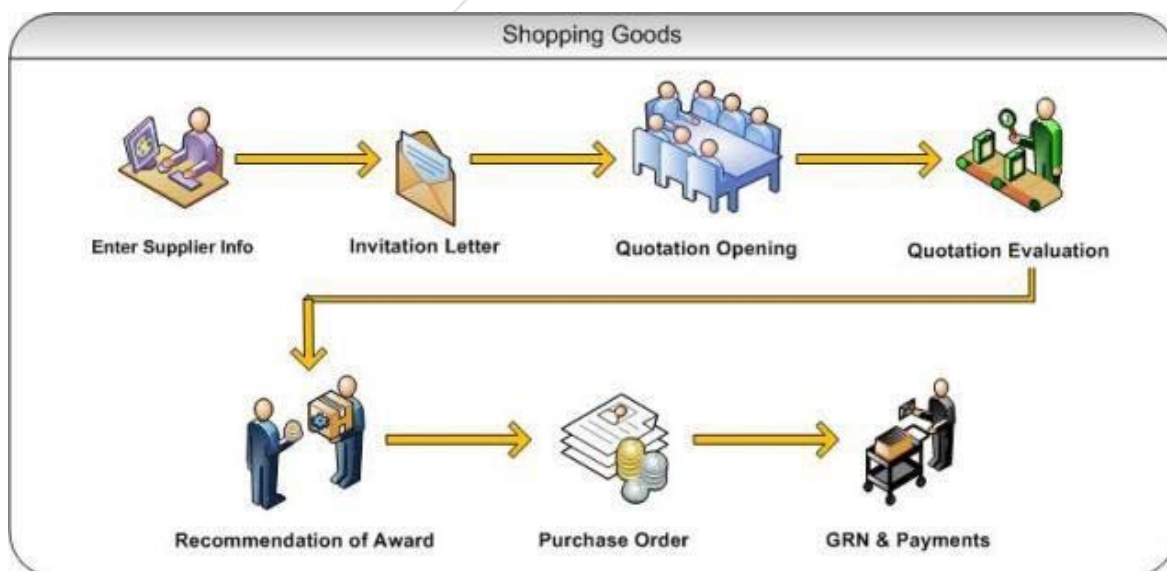 Shopping Goods
Enter Supplier Info
Invitation Letter
Quotation Opening
Quotation Evaluation
Recommendation of Award
Purchase Order
GRN & Payments